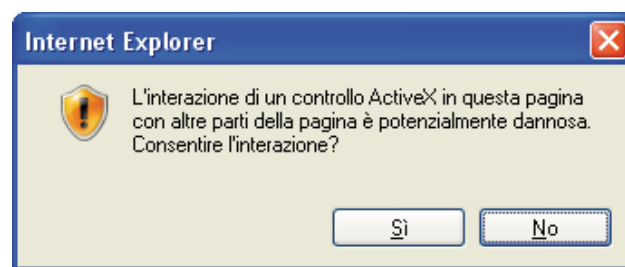 Internet Explorer
L'interazione di un controllo ActiveX in questa pagina
con altre parti della pagina è potenzialmente dannosa.
Consentire l'interazione?
Sì
No